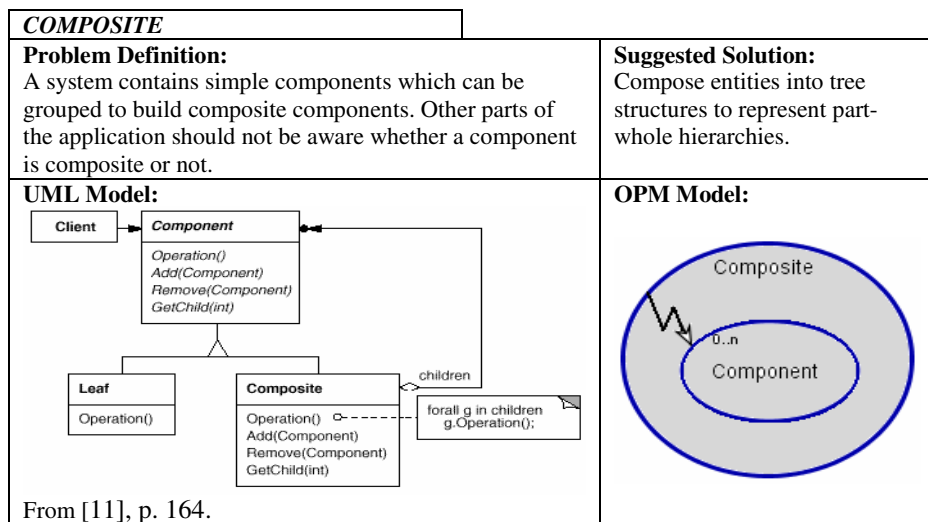 COMPOSITE
Problem Definition:
A system contains simple components which can be
grouped to build composite components. Other parts of
the application should not be aware whether a component
is composite or not.
Suggested Solution:
Compose entities into tree
structures to represent part-
whole hierarchies.
UML Model:
Client
Component
Operation()
Add(Component)
Remove(Component)
GetChild(int)
Leaf
Operation()
Composite
Operation()
Add(Component)
Remove(Component)
GetChild(int)
children
forall g in children
g.Operation();
From [11], p. 164.
OPM Model:
Composite
0..n
Component